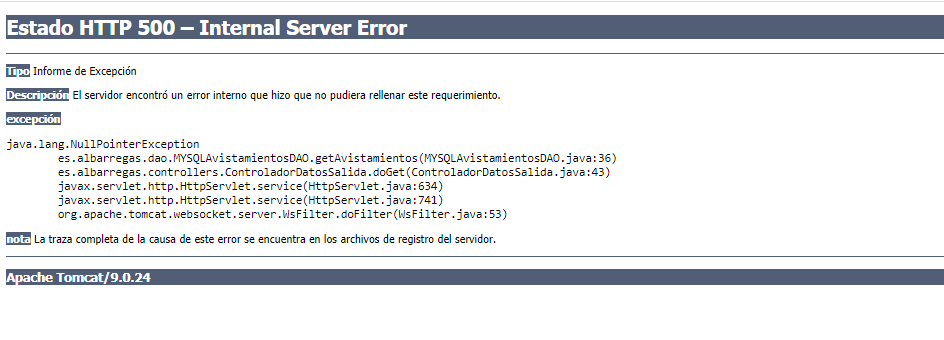 Estado HTTP 500 – Internal Server Error
Tipo Informe de Excepción
Descripción El servidor encontró un error interno que hizo que no pudiera rellenar este requerimiento.
excepción
java.lang.NullPointerException
	es.albarregas.dao.MYSQLAvistamientosDAO.getAvistamientos(MYSQLAvistamientosDAO.java:36)
	es.albarregas.controllers.ControladorDatosSalida.doGet(ControladorDatosSalida.java:43)
	javax.servlet.http.HttpServlet.service(HttpServlet.java:634)
	javax.servlet.http.HttpServlet.service(HttpServlet.java:741)
	org.apache.tomcat.websocket.server.WsFilter.doFilter(WsFilter.java:53)
nota La traza completa de la causa de este error se encuentra en los archivos de registro del servidor.
Apache Tomcat/9.0.24